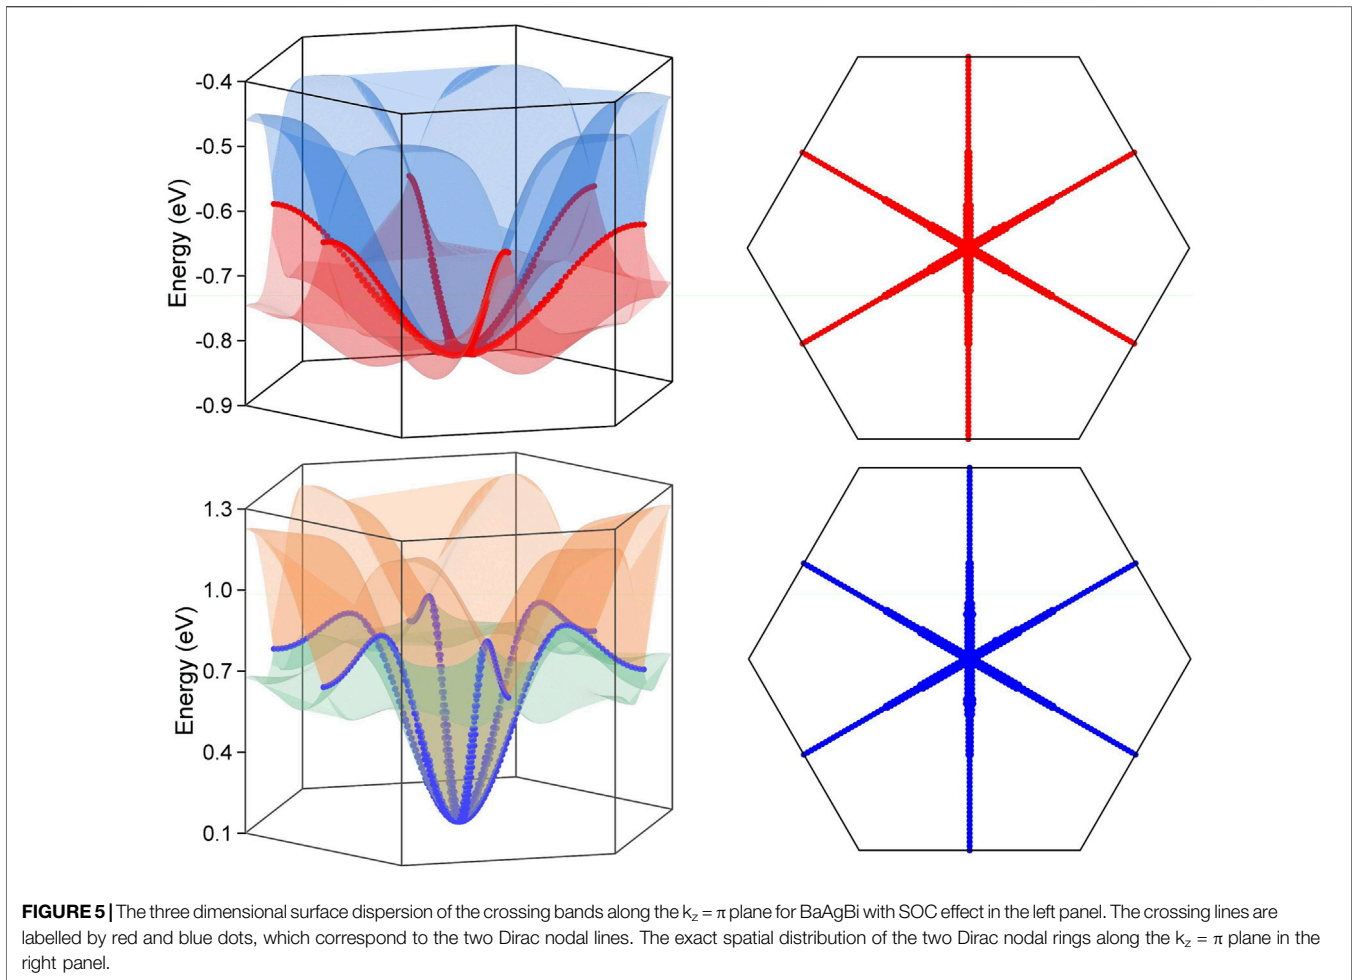 -0.4
-0.5
-0.6
-0.7
-0.8
-0.9
Energy (eV)
1.3
1.0
0.7
0.4
0.1
Energy (eV)
FIGURE 5 | The three dimensional surface dispersion of the crossing bands along the kz = π plane for BaAgBi with SOC effect in the left panel. The crossing lines are
labelled by red and blue dots, which correspond to the two Dirac nodal lines. The exact spatial distribution of the two Dirac nodal rings along the kz = π plane in the
right panel.